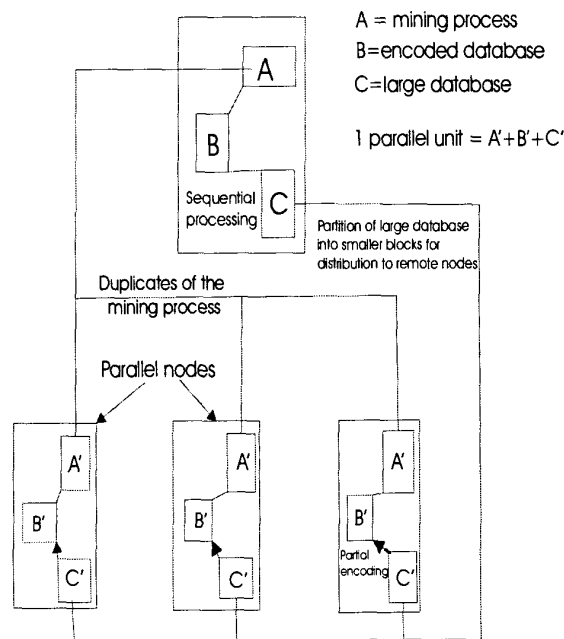 A = mining process
B=encoded database
C=large database
1 parallel unit = A'+B'+C'
A
B
Sequential
processing
C
Partition of large database
into smaller blocks for
distribution to remote nodes
Duplicates of the
mining process
Parallel nodes
A'
B'
C'
A'
B'
C'
A'
B'
Partial
encoding
C'